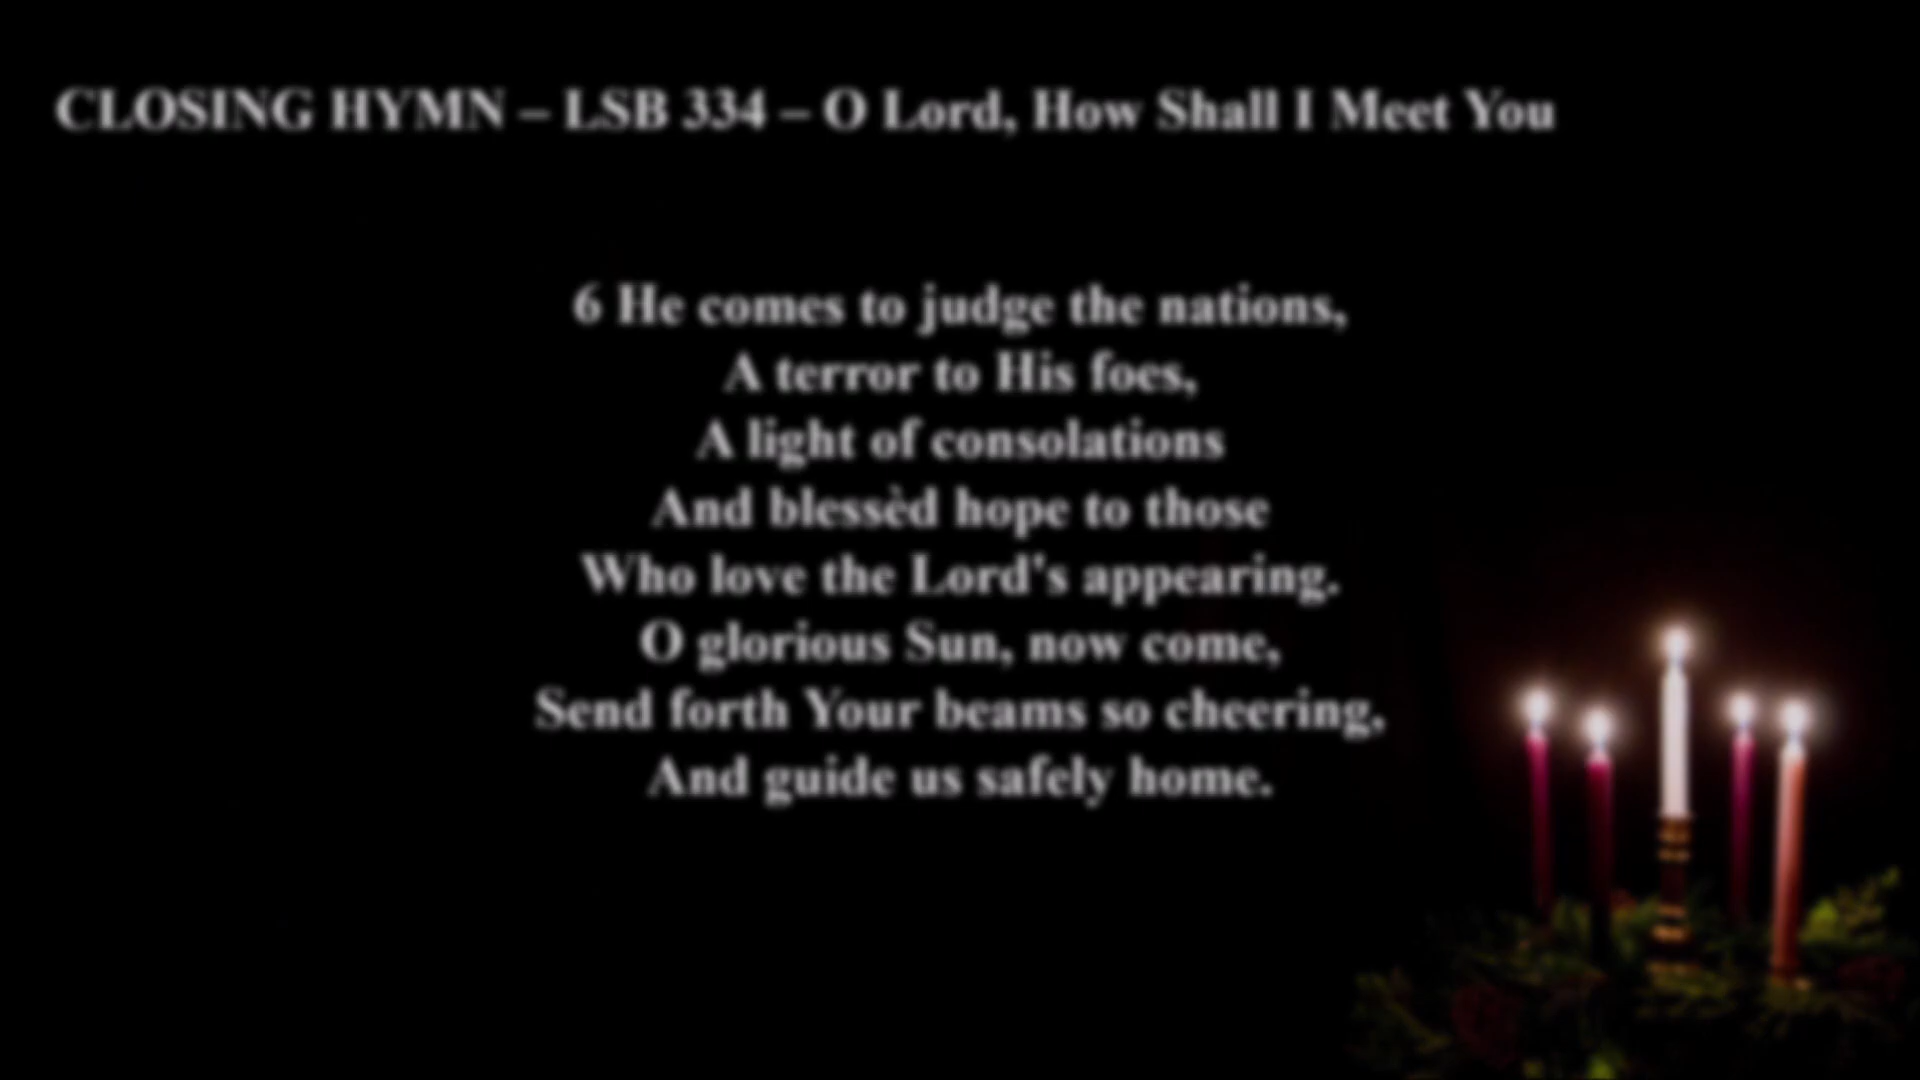 CLOSING HYMN – LSB 334 – O Lord, How Shall I Meet You
6 He comes to judge the nations,
A terror to His foes,
A light of consolations
And blessèd hope to those
Who love the Lord's appearing.
O glorious Sun, now come,
Send forth Your beams so cheering,
And guide us safely home.